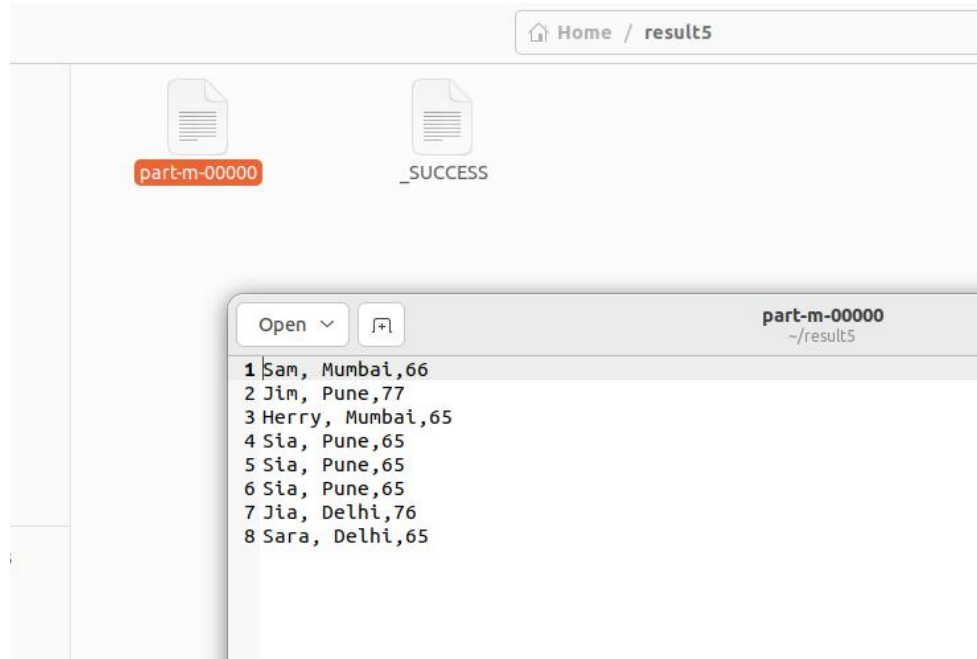 Home / result5
part-m-00000
_SUCCESS
Open
part-m-00000
~/result5
1 Sam, Mumbai,66
2 Jim, Pune,77
3 Herry, Mumbai,65
4 Sia, Pune,65
5 Sia, Pune,65
6 Sia, Pune,65
7 Jia, Delhi,76
8 Sara, Delhi,65